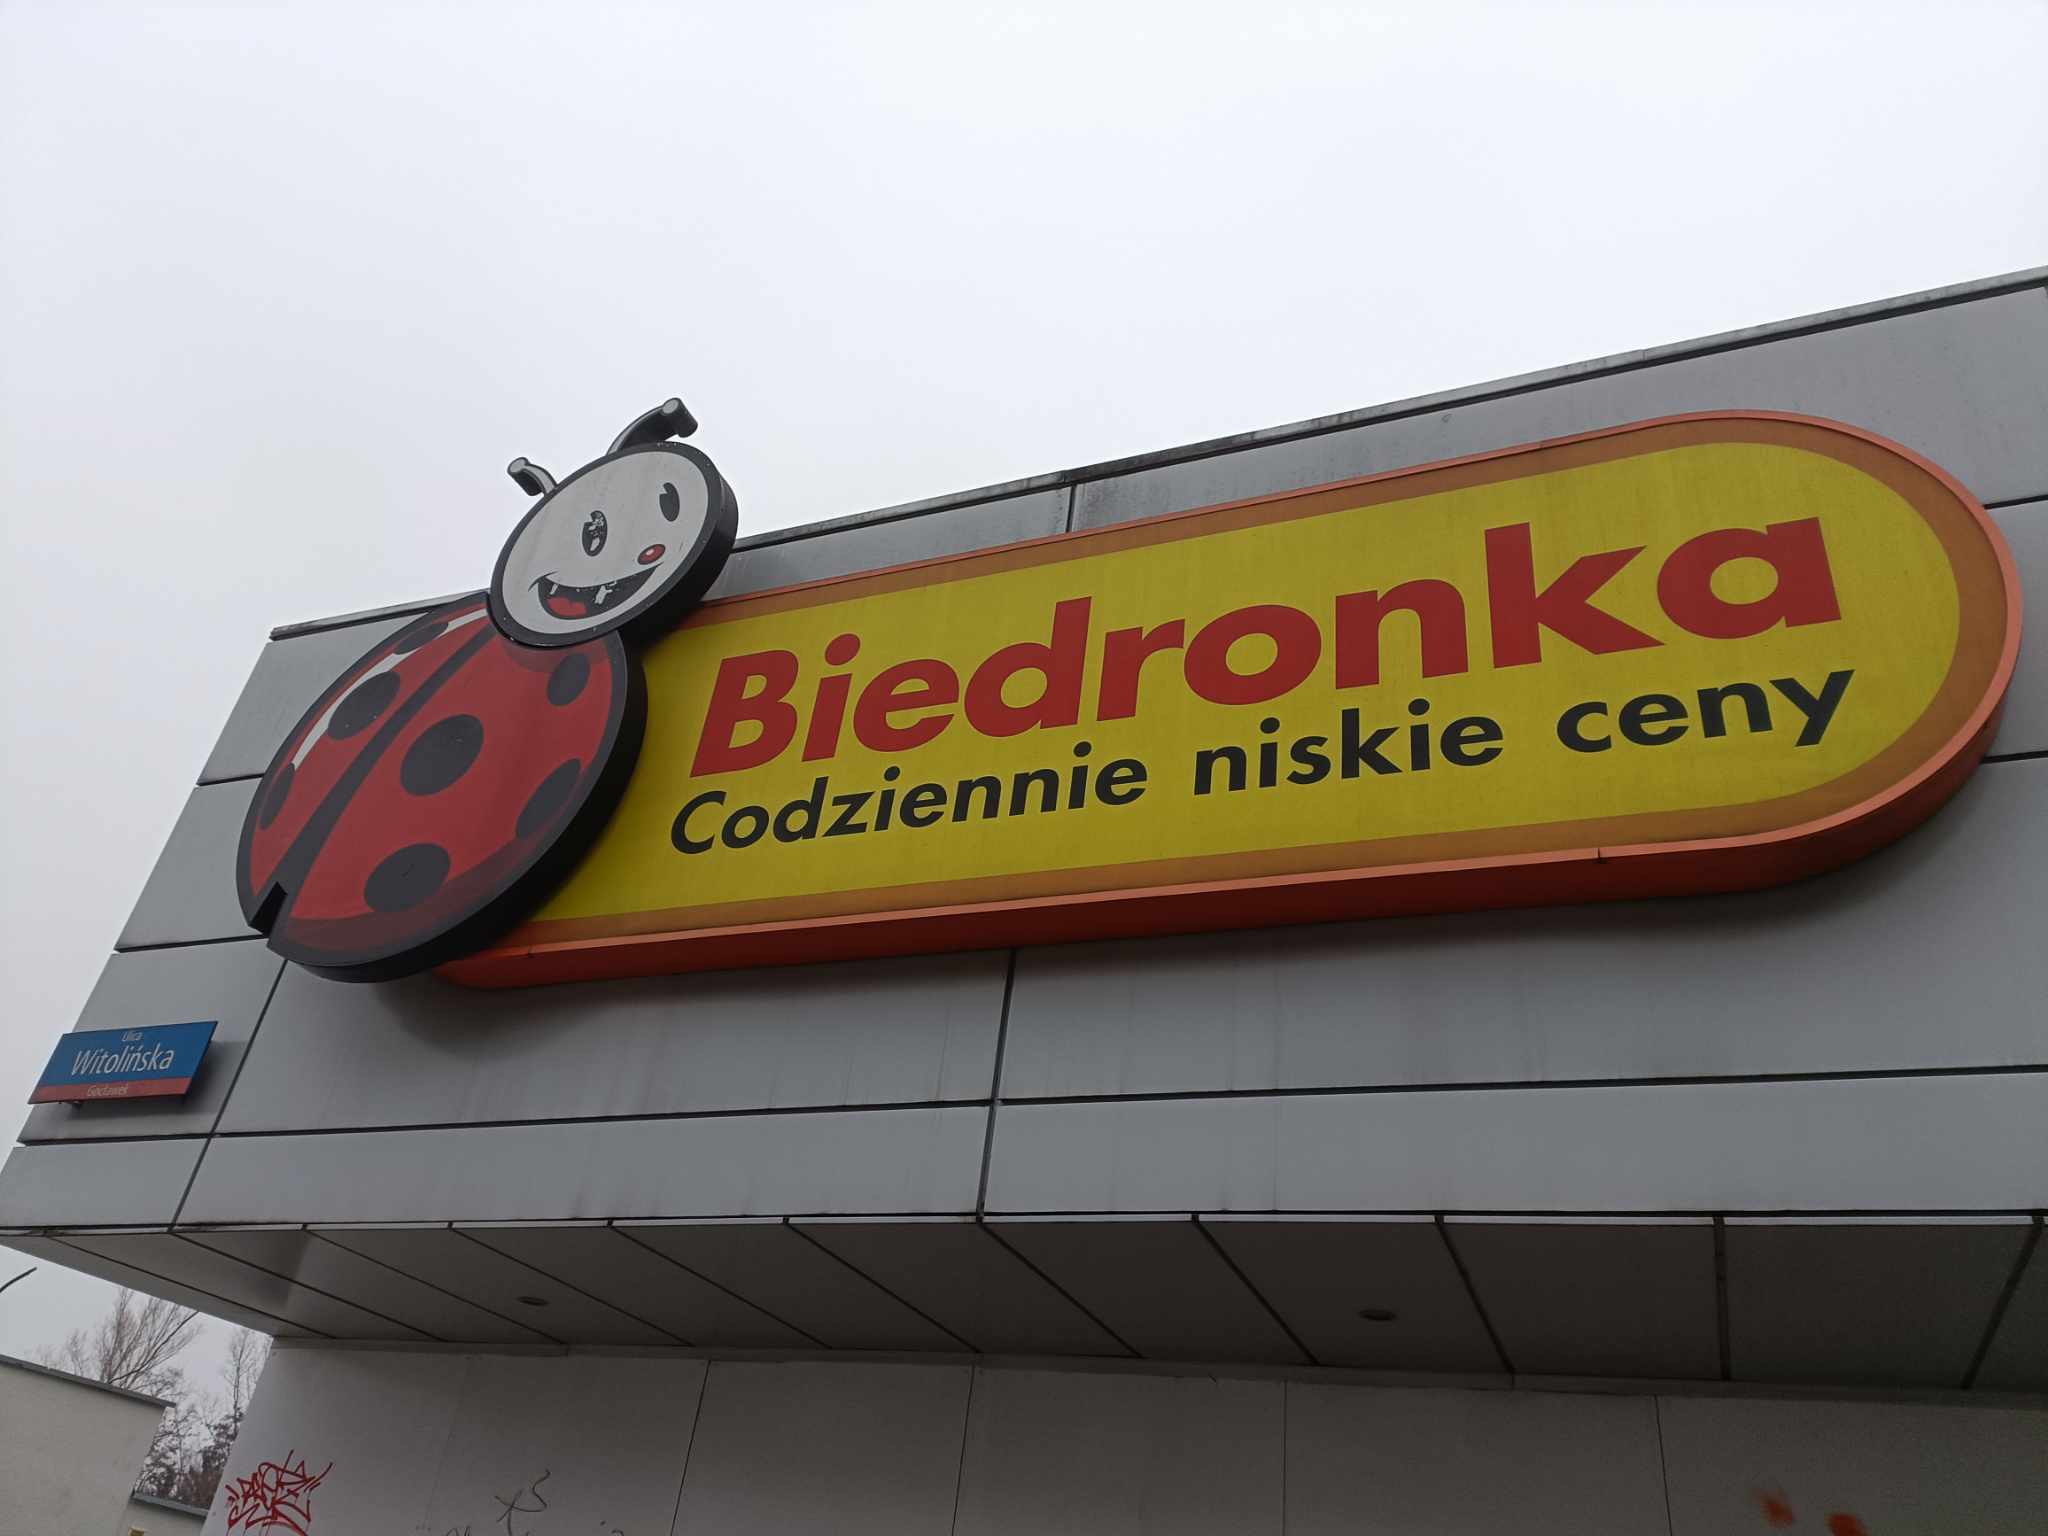 Biedronka
Codziennie niskie ceny
Ulica
Witolińska
Gocławek